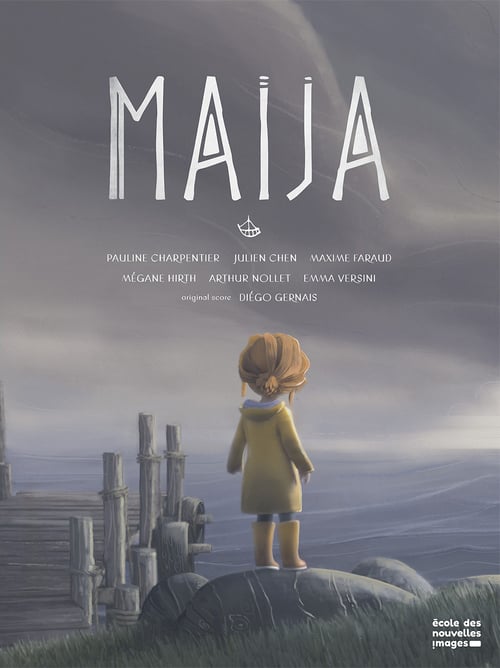 MAIJA
PAULINE CHARPENTIER JULIEN CHEN MAXIME FARAUD
MÉGANE HIRTH ARTHUR NOLLET EMMA VERSINI
original score DIÉGO GERNAIS
école des
nouvelles
images